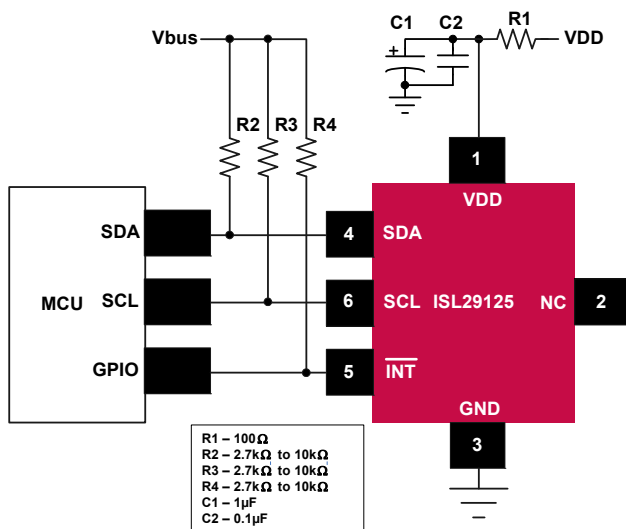 C1
C2
R1
Vbus
VDD
R2
R3
R4
1
VDD
SDA
4
SDA
MCU
SCL
6
SCL
ISL29125
NC
2
GPIO
5
INT
GND
3
R1 – 100Ω
R2 – 2.7kΩ to 10kΩ
R3 – 2.7kΩ to 10kΩ
R4 – 2.7kΩ to 10kΩ
C1 – 1µF
C2 – 0.1µF
+